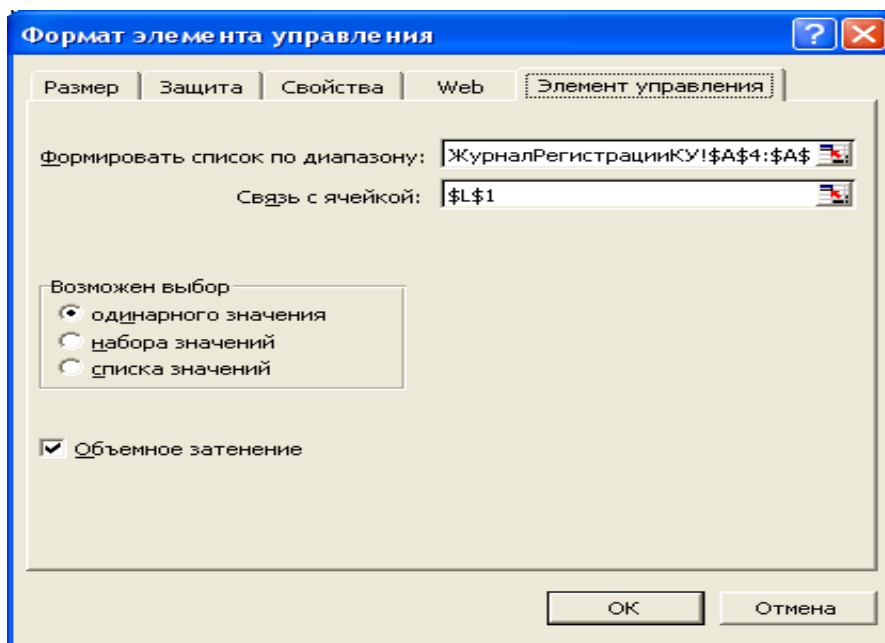 Формат элемента управления
Размер Защита Свойства Web Элемент управления
Формировать список по диапазону: ЖурналРегистрацииКУ!$A$4:$A$
Связь с ячейкой: $L$1
Возможен выбор
одинарного значения
набора значений
списка значений
Объемное затенение
ОК Отмена